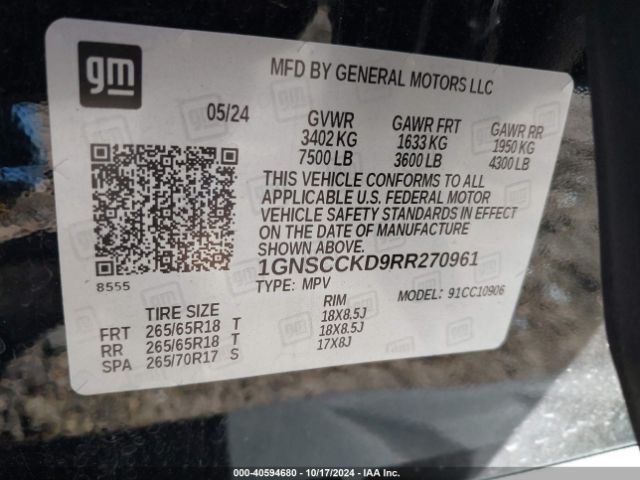 gm
MFD BY GENERAL MOTORS LLC
05/24
GVWR
3402 KG
7500 LB
GAWR FRT
1633 KG
3600 LB
GAWR RR
1950 KG
4300 LB
THIS VEHICLE CONFORMS TO ALL
APPLICABLE U.S. FEDERAL MOTOR
VEHICLE SAFETY STANDARDS IN EFFECT
ON THE DATE OF MANUFACTURE
SHOWN ABOVE.
1GNSCCKD9RR270961
8555
TYPE: MPV
MODEL: 91CC10906
TIRE SIZE RIM
FRT 265/65R18 T 18X8.5J
RR 265/65R18 T 18X8.5J
SPA 265/70R17 S 17X8J
000-40594680 | 10/17/2024 | IAA Inc.